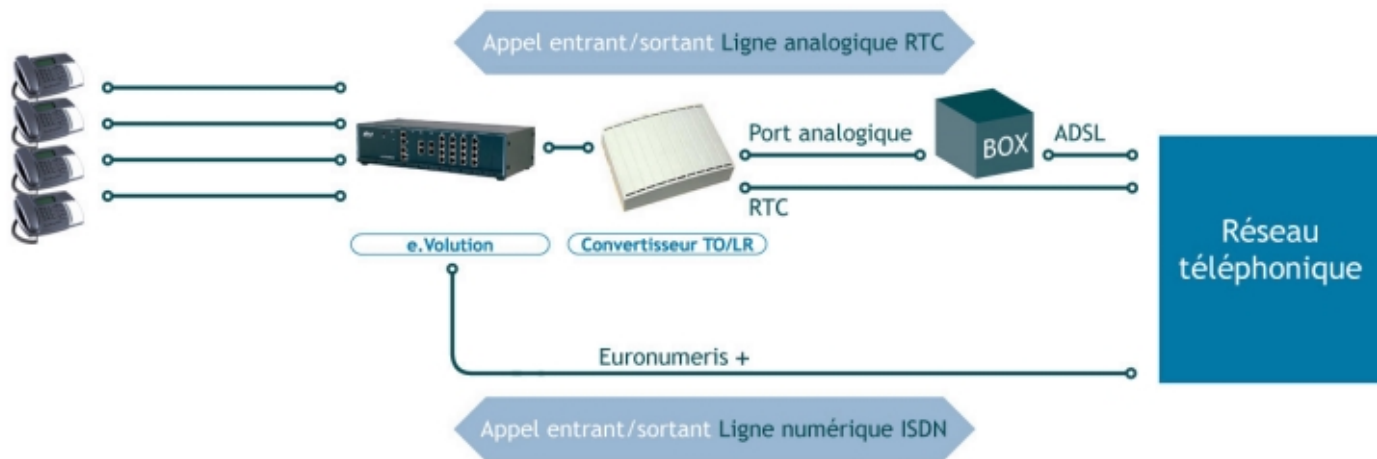 Appel entrant/sortant Ligne analogique RTC
Port analogique
BOX
ADSL
RTC
e.Volution
Convertisseur TO/LR
Réseau
téléphonique
Euronumeris +
Appel entrant/sortant Ligne numérique ISDN